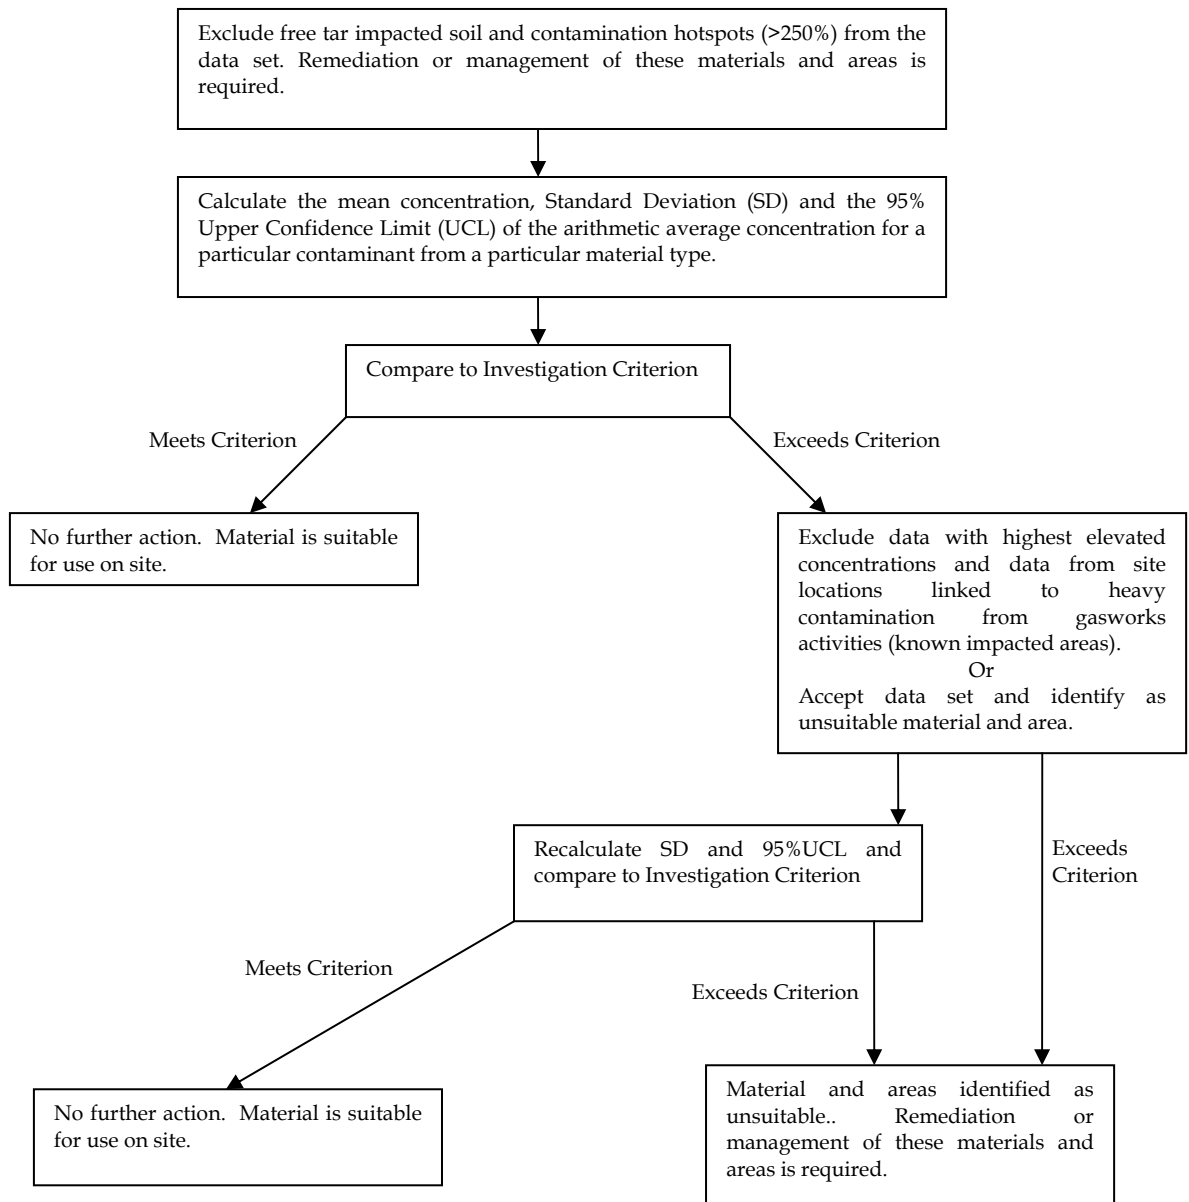 Exclude free tar impacted soil and contamination hotspots (>250%) from the
data set. Remediation or management of these materials and areas is
required.
Calculate the mean concentration, Standard Deviation (SD) and the 95%
Upper Confidence Limit (UCL) of the arithmetic average concentration for a
particular contaminant from a particular material type.
Compare to Investigation Criterion
Meets Criterion
Exceeds Criterion
No further action. Material is suitable
for use on site.
Exclude data with highest elevated
concentrations and data from site
locations linked to heavy
contamination from gasworks
activities (known impacted areas).
Or
Accept data set and identify as
unsuitable material and area.
Recalculate SD and 95%UCL and
compare to Investigation Criterion
Exceeds
Criterion
Meets Criterion
Exceeds Criterion
No further action. Material is suitable
for use on site.
Material and areas identified as
unsuitable.. Remediation or
management of these materials and
areas is required.